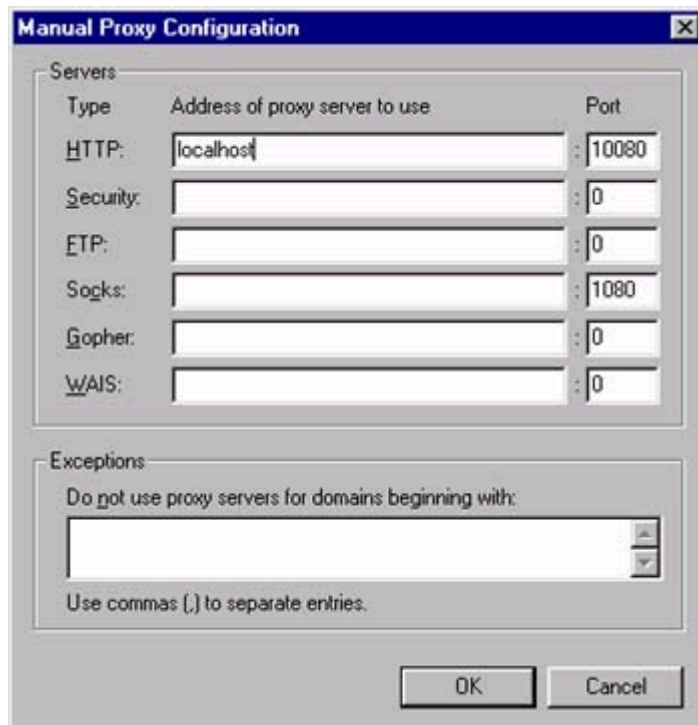 Manual Proxy Configuration
Servers
Type Address of proxy server to use Port
HTTP: localhost : 10080
Security: : 0
FTP: : 0
Socks: : 1080
Gopher: : 0
WAIS: : 0
Exceptions
Do not use proxy servers for domains beginning with:
Use commas (,) to separate entries.
OK Cancel